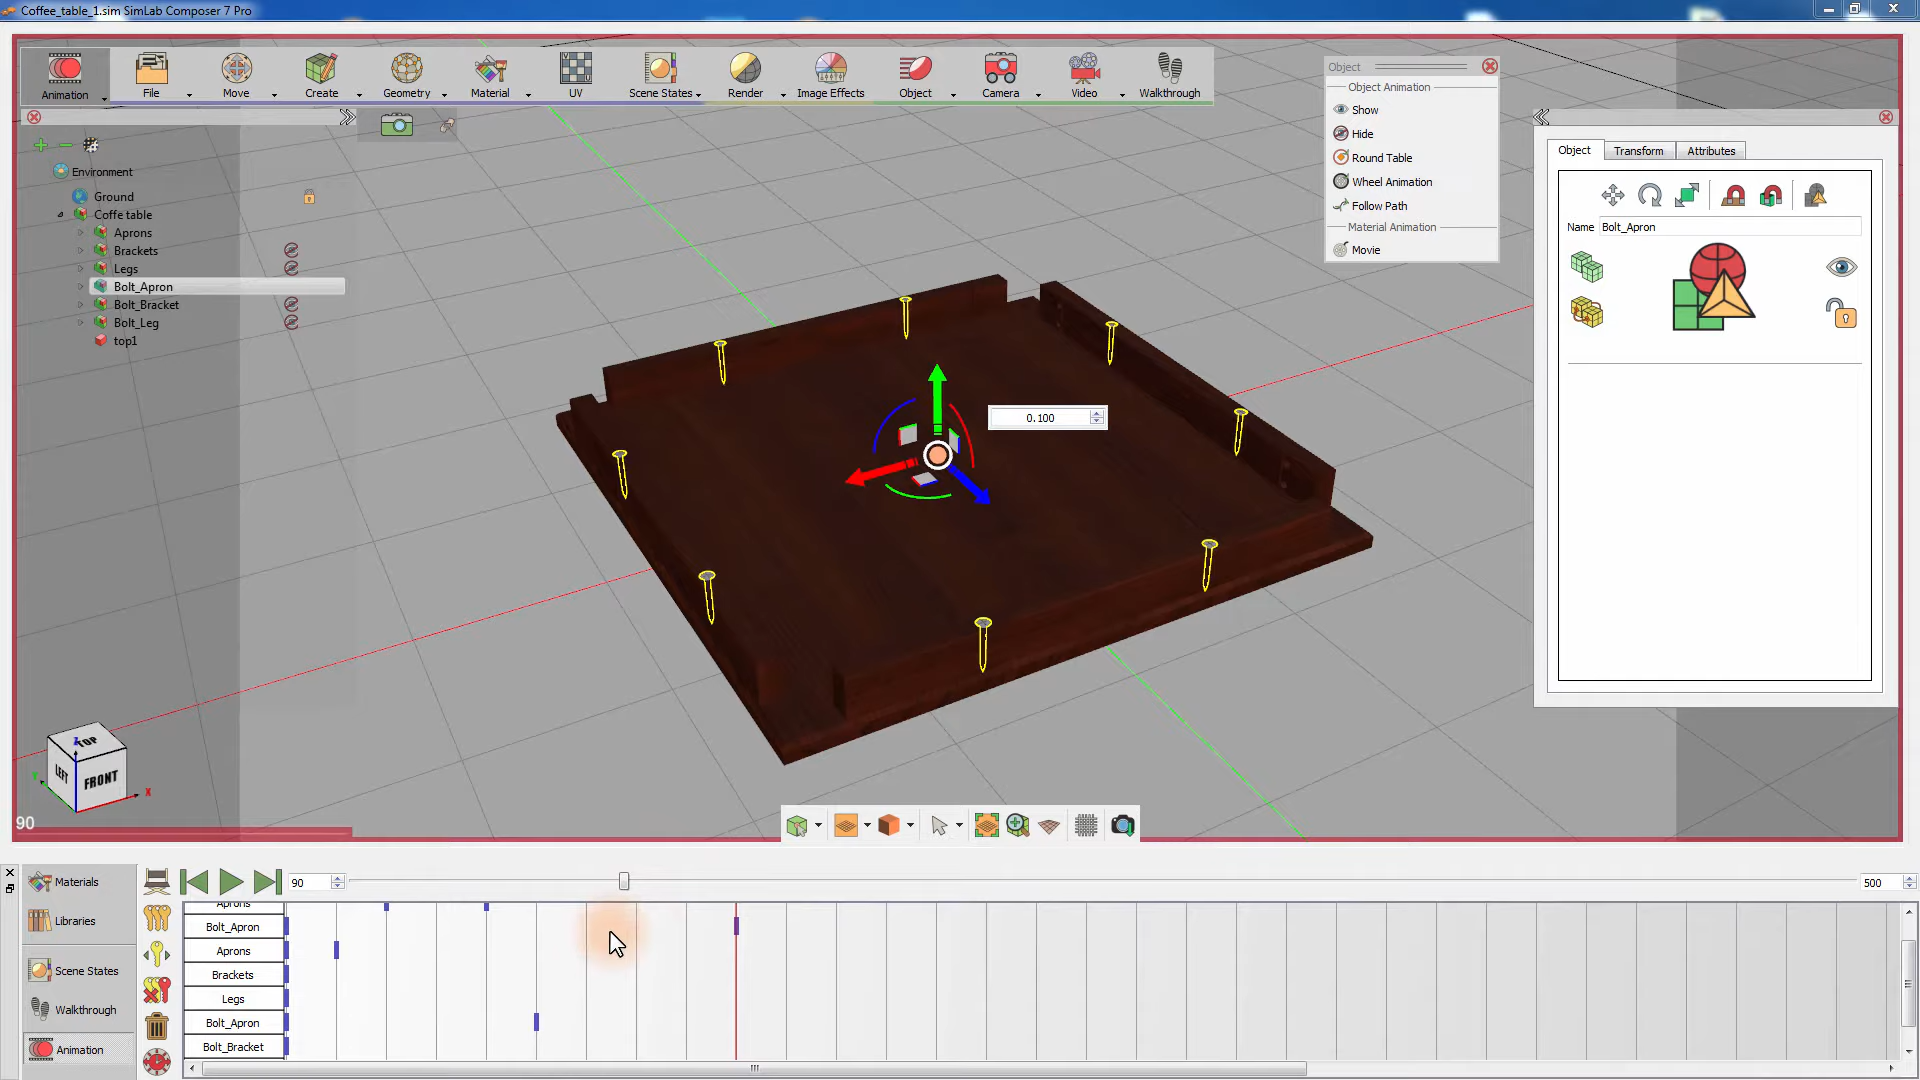 Coffee_table_1.sim SimLab Composer 7 Pro
Animation
File
Move
Create
Geometry
Material
UV
Scene States
Render
Image Effects
Object
Camera
Video
Walkthrough
Object
Object Animation
Show
Hide
Round Table
Wheel Animation
Follow Path
Material Animation
Movie
Object
Transform
Attributes
Name
Bolt_Apron
Environment
Ground
Coffe table
Aprons
Brackets
Legs
Bolt_Apron
Bolt_Bracket
Bolt_Leg
top1
0.100
TOP
LEFT
FRONT
Z
Y
X
90
Materials
Libraries
Scene States
Walkthrough
Animation
90
500
Aprons
Bolt_Apron
Aprons
Brackets
Legs
Bolt_Apron
Bolt_Bracket